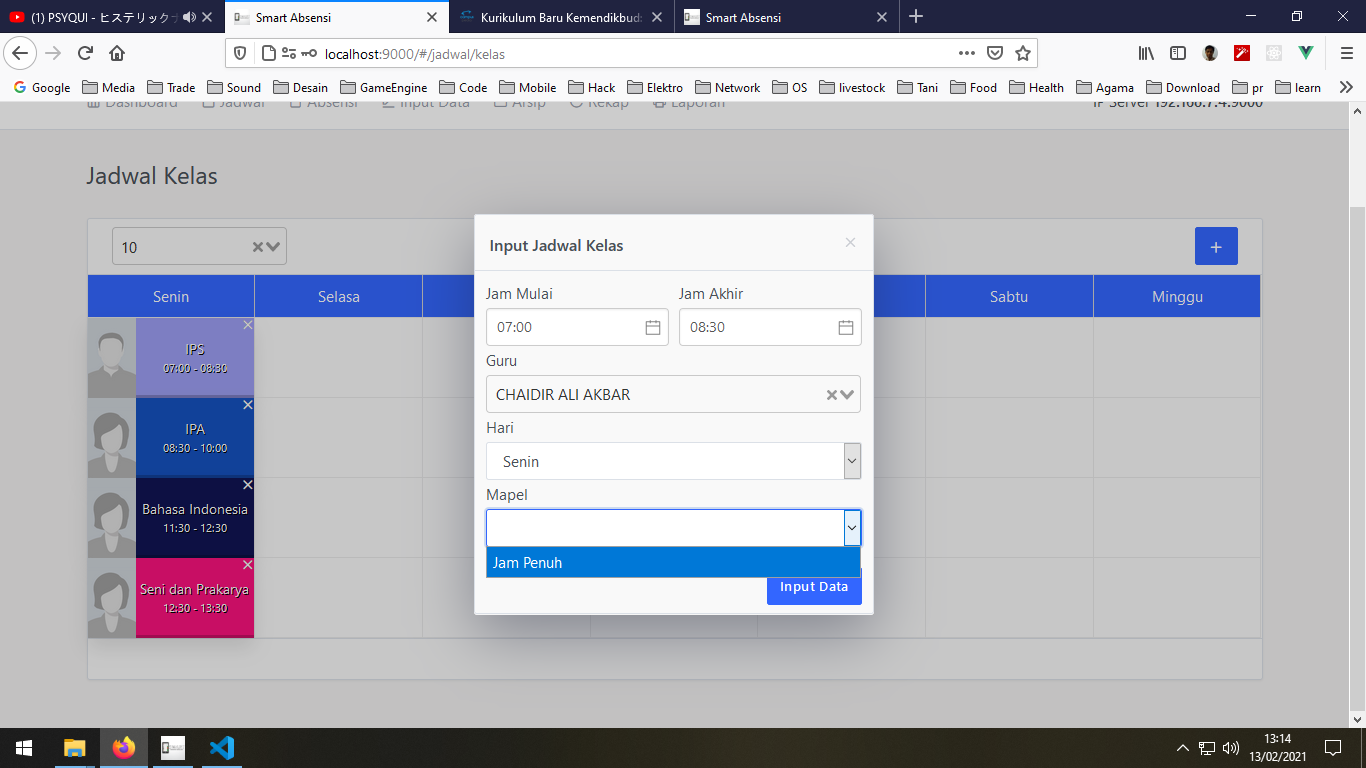 (1) PSYQUI - ヒステリックナ
Smart Absensi
Kurikulum Baru Kemendikbud:
Smart Absensi
localhost:9000/#/jadwal/kelas
Google Media Trade Sound Desain GameEngine Code Mobile Hack Elektro Network OS livestock Tani Food Health Agama Download pr learn
Dashboard Jadwal Absensi Input Data Arsip Rekap Laporan IP Server 192.168.7.4:9000
Jadwal Kelas
10
+
Senin Selasa Sabtu Minggu
IPS
07:00 - 08:30
IPA
08:30 - 10:00
Bahasa Indonesia
11:30 - 12:30
Seni dan Prakarya
12:30 - 13:30
Input Jadwal Kelas
Jam Mulai Jam Akhir
07:00 08:30
Guru
CHAIDIR ALI AKBAR
Hari
Senin
Mapel
Jam Penuh
Input Data
13:14
13/02/2021